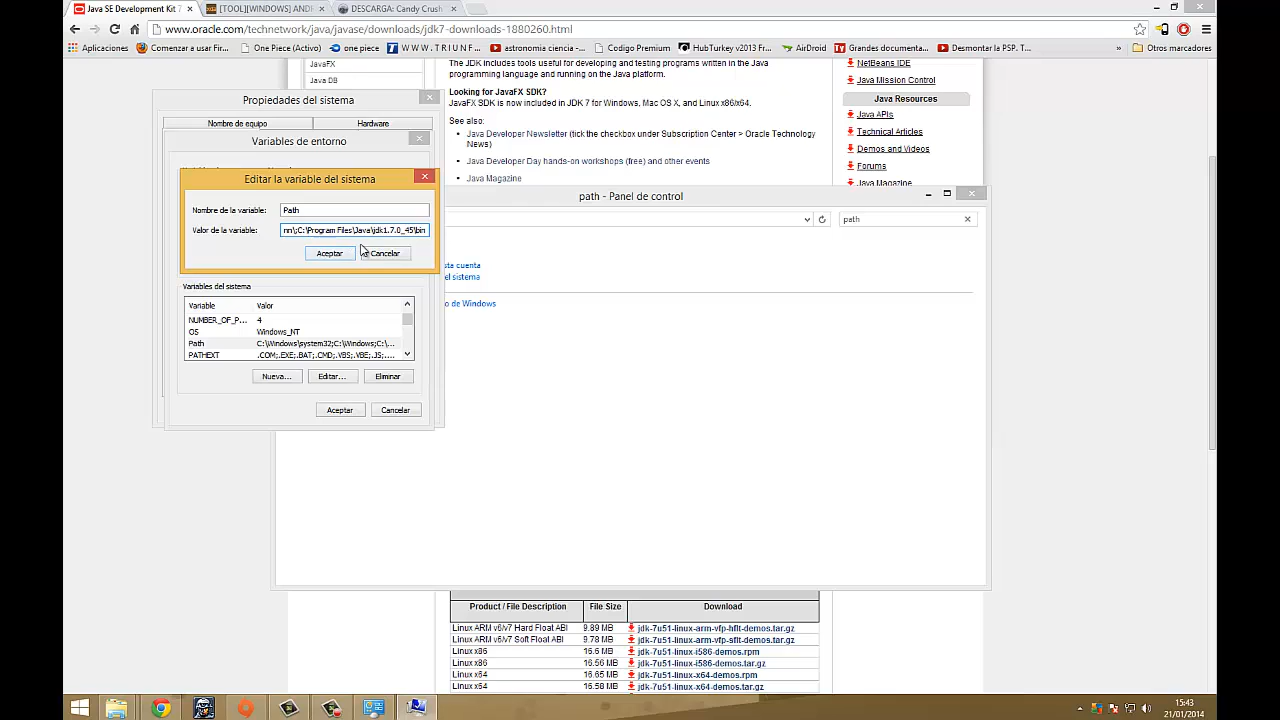 Java SE Development Kit 7
[TOOL][WINDOWS] ANDR
DESCARGA: Candy Crush
www.oracle.com/technetwork/java/javase/downloads/jdk7-downloads-1880260.html
Aplicaciones
Comenzar a usar Fir...
One Piece (Activo)
one piece
W W W . T R I U N F ...
astronomia ciencia -...
Codigo Premium
HubTurkey v2013 F...
AirDroid
Grandes documenta...
Desmontar la PSP. T...
»
Otros marcadores
JavaFX
Java DB
The JDK includes tools useful for developing and testing programs written in the Java
programming language and running on the Java platform.
Looking for JavaFX SDK?
JavaFX SDK is now included in JDK 7 for Windows, Mac OS X, and Linux x86/x64.
See also:
Java Developer Newsletter (tick the checkbox under Subscription Center > Oracle Technology
News)
Java Developer Day hands-on workshops (free) and other events
Java Magazine
NetBeans IDE
Java Mission Control
Java Resources
Java APIs
Technical Articles
Demos and Videos
Forums
Java Magazine
Propiedades del sistema
Nombre de equipo
Hardware
Variables de entorno
Editar la variable del sistema
Nombre de la variable:
Path
Valor de la variable:
nn\;C:\Program Files\Java\jdk1.7.0_45\bin
Aceptar
Cancelar
Variables del sistema
Variable
Valor
NUMBER_OF_P...
4
OS
Windows_NT
Path
C:\Windows\system32;C:\Windows;C:\...
PATHEXT
.COM;.EXE;.BAT;.CMD;.VBS;.VBE;.JS;....
Nueva...
Editar...
Eliminar
Aceptar
Cancelar
path - Panel de control
path
sta cuenta
el sistema
o de Windows
Product / File Description
File Size
Download
Linux ARM v6/v7 Hard Float ABI
9.89 MB
jdk-7u51-linux-arm-vfp-hflt-demos.tar.gz
Linux ARM v6/v7 Soft Float ABI
9.78 MB
jdk-7u51-linux-arm-vfp-sflt-demos.tar.gz
Linux x86
16.6 MB
jdk-7u51-linux-i586-demos.rpm
Linux x86
16.56 MB
jdk-7u51-linux-i586-demos.tar.gz
Linux x64
16.65 MB
jdk-7u51-linux-x64-demos.rpm
Linux x64
16.58 MB
jdk-7u51-linux-x64-demos.tar.gz
15:43
21/01/2014